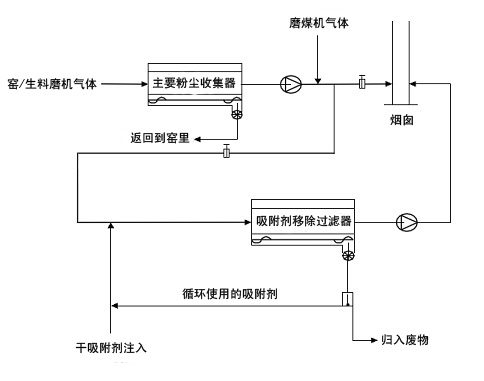 磨煤机气体
窑/生料磨机气体
主要粉尘收集器
烟囱
返回到窑里
吸附剂移除过滤器
循环使用的吸附剂
归入废物
干吸附剂注入